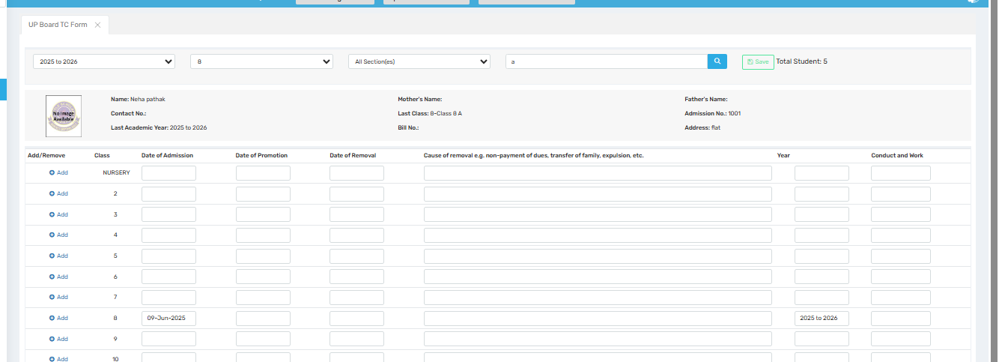 UP Board TC Form
2025 to 2026 8 All Section(es) a Save Total Student: 5
No Image
Available
Name: Neha pathak Mother's Name: Father's Name:
Contact No.: Last Class: 8-Class 8 A Admission No.: 1001
Last Academic Year: 2025 to 2026 Bill No.: Address: flat
Add/Remove Class Date of Admission Date of Promotion Date of Removal Cause of removal e.g. non-payment of dues, transfer of family, expulsion, etc. Year Conduct and Work
Add NURSERY
Add 2
Add 3
Add 4
Add 5
Add 6
Add 7
Add 8 09-Jun-2025 2025 to 2026
Add 9
Add 10